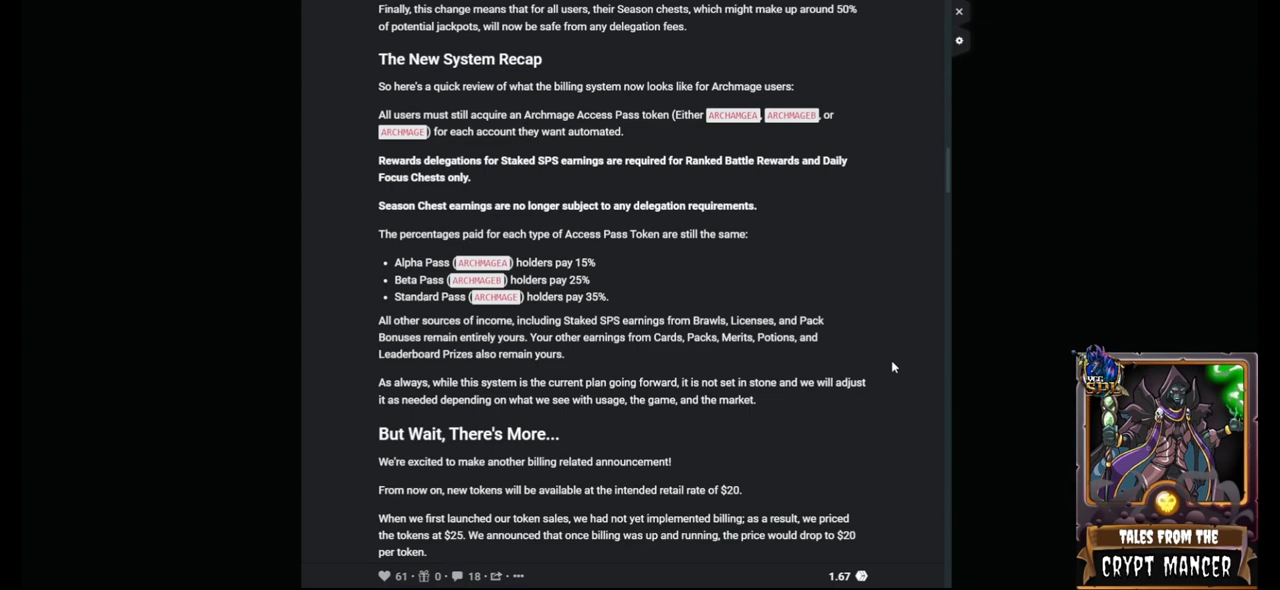 Finally, this change means that for all users, their Season chests, which might make up around 50%
of potential jackpots, will now be safe from any delegation fees.
The New System Recap
So here's a quick review of what the billing system now looks like for Archmage users:
All users must still acquire an Archmage Access Pass token (Either ARCHAMGEA, ARCHMAGEB, or
ARCHMAGE) for each account they want automated.
Rewards delegations for Staked SPS earnings are required for Ranked Battle Rewards and Daily
Focus Chests only.
Season Chest earnings are no longer subject to any delegation requirements.
The percentages paid for each type of Access Pass Token are still the same:
• Alpha Pass (ARCHMAGEA) holders pay 15%
• Beta Pass (ARCHMAGEB) holders pay 25%
• Standard Pass (ARCHMAGE) holders pay 35%.
All other sources of income, including Staked SPS earnings from Brawls, Licenses, and Pack
Bonuses remain entirely yours. Your other earnings from Cards, Packs, Merits, Potions, and
Leaderboard Prizes also remain yours.
As always, while this system is the current plan going forward, it is not set in stone and we will adjust
it as needed depending on what we see with usage, the game, and the market.
But Wait, There's More...
We're excited to make another billing related announcement!
From now on, new tokens will be available at the intended retail rate of $20.
When we first launched our token sales, we had not yet implemented billing; as a result, we priced
the tokens at $25. We announced that once billing was up and running, the price would drop to $20
per token.
61 · 0 · 18 · ··· 1.67
VGG
SPL
TALES FROM THE
CRYPT MANCER